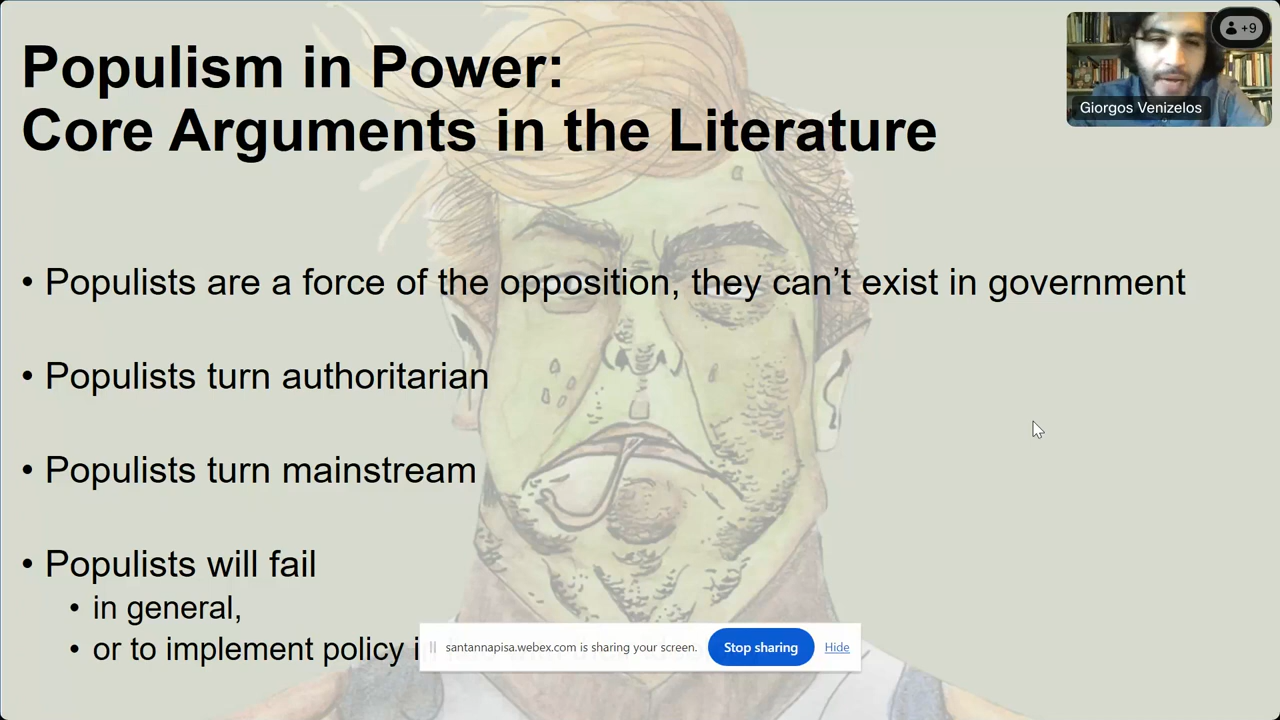 Populism in Power:
Core Arguments in the Literature
+9
Giorgos Venizelos
• Populists are a force of the opposition, they can’t exist in government
• Populists turn authoritarian
• Populists turn mainstream
• Populists will fail
• in general,
• or to implement policy
santannapisa.webex.com is sharing your screen.
Stop sharing
Hide